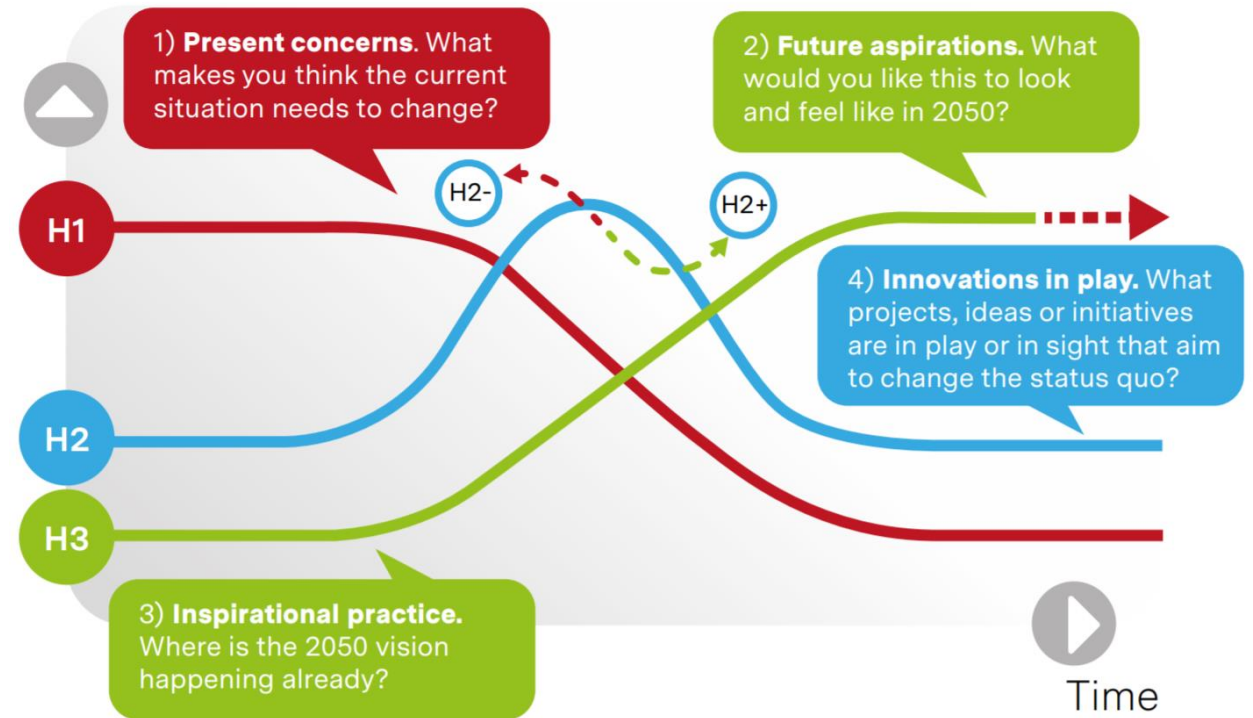 1) Present concerns. What
makes you think the current
situation needs to change?
2) Future aspirations. What
would you like this to look
and feel like in 2050?
H2-
H2+
H1
4) Innovations in play. What
projects, ideas or initiatives
are in play or in sight that aim
to change the status quo?
H2
H3
3) Inspirational practice.
Where is the 2050 vision
happening already?
Time